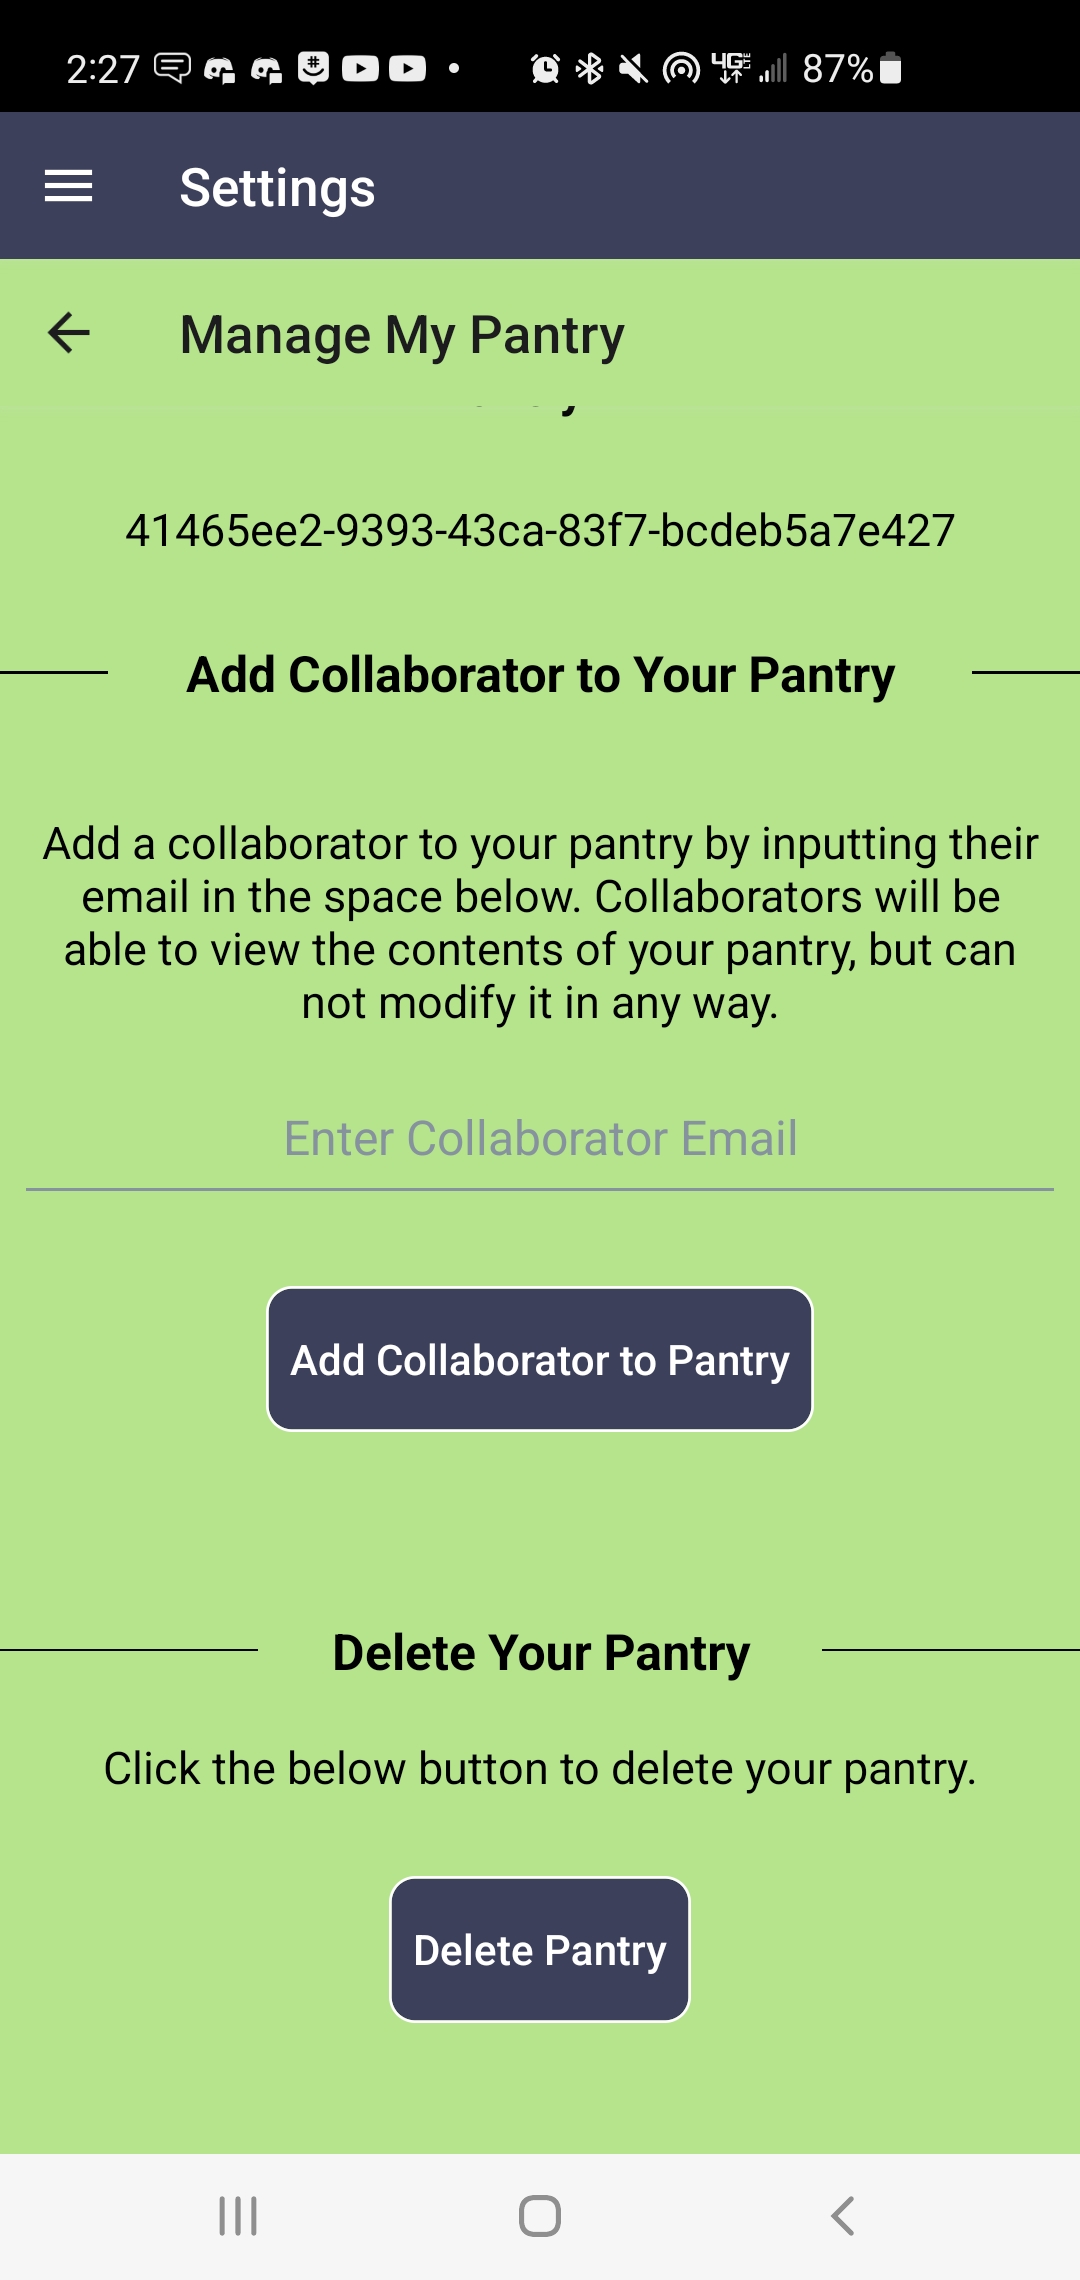 2:27
4G LTE 87%
Settings
Manage My Pantry
41465ee2-9393-43ca-83f7-bcdeb5a7e427
Add Collaborator to Your Pantry
Add a collaborator to your pantry by inputting their
email in the space below. Collaborators will be
able to view the contents of your pantry, but can
not modify it in any way.
Enter Collaborator Email
Add Collaborator to Pantry
Delete Your Pantry
Click the below button to delete your pantry.
Delete Pantry